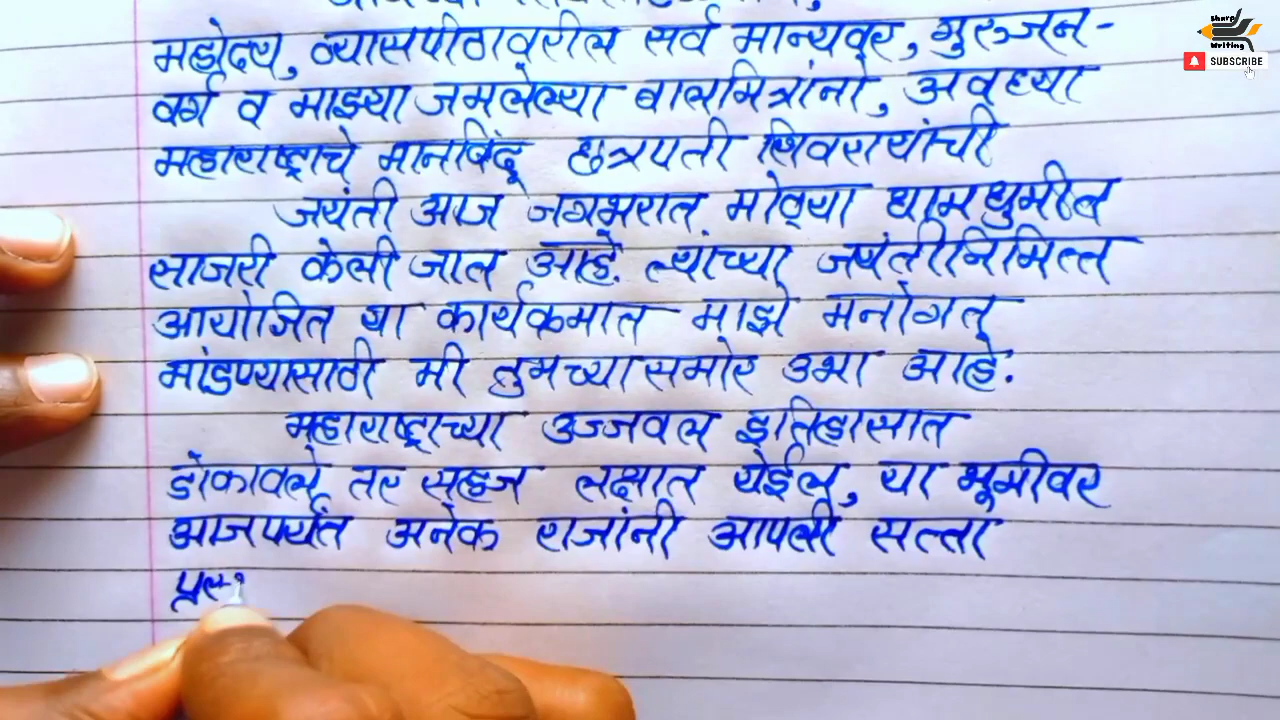 महोदय, व्यासपीठावरील सर्व मान्यवर, गुरुजन-
वर्ग व माझ्या जमलेल्या बालमित्रांनो, अवघ्या
महाराष्ट्राचे मानबिंदू छत्रपती शिवरायांची
जयंती आज जगभरात मोठ्या धामधुमीत
साजरी केली जात आहे. त्यांच्या जयंतीनिमित्त
आयोजित या कार्यक्रमात माझे मनोगत
मांडण्यासाठी मी तुमच्यासमोर उभा आहे.
महाराष्ट्राच्या उज्जवल इतिहासात
डोकावले तर सहज लक्षात येईल, या भूमीवर
आजपर्यंत अनेक राजांनी आपली सत्ता
Sharp
Writing
SUBSCRIBE